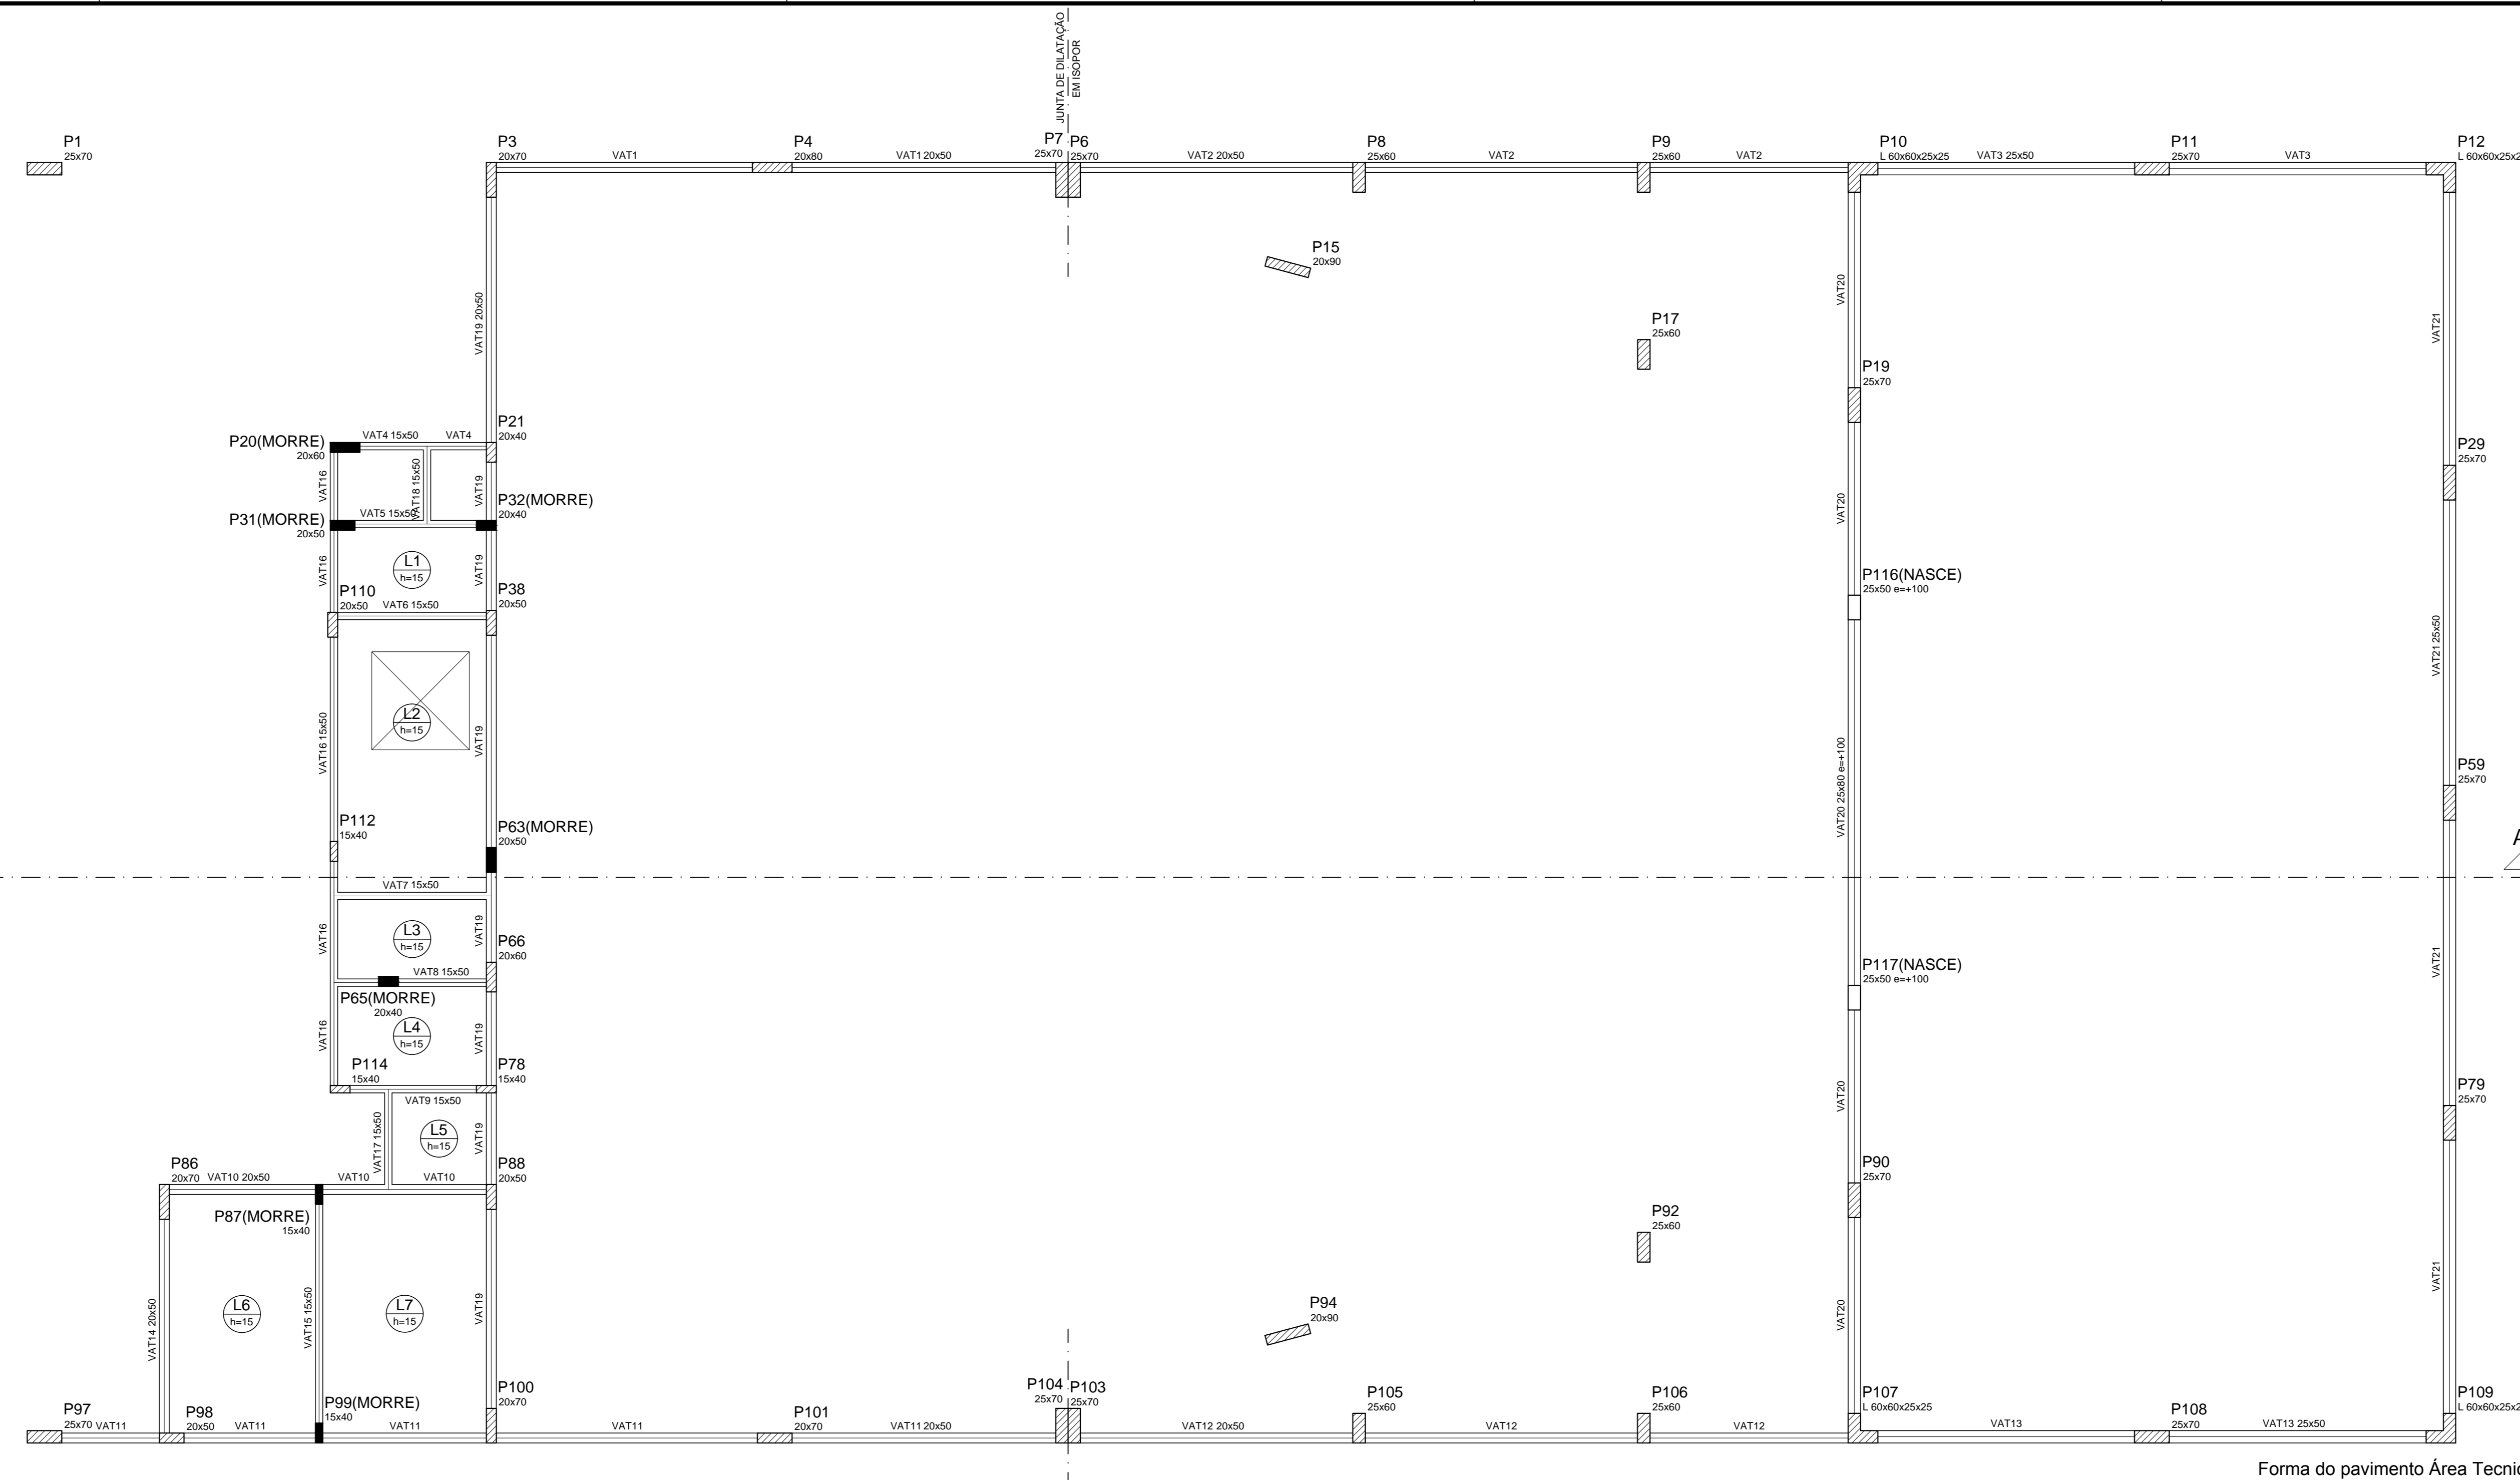 JUNTA DE DILATAÇÃO
EM ISOPOR
P1
25x70
P3
20x70
VAT1
P4
20x80
VAT1 20x50
P7
25x70
P6
25x70
VAT2 20x50
P8
25x60
VAT2
P9
25x60
VAT2
P10
L 60x60x25x25
VAT3 25x50
P11
25x70
VAT3
P12
L 60x60x25x2
P15
20x90
P17
25x60
VAT19 20x50
VAT20
VAT21
P19
25x70
P21
20x40
P20(MORRE)
20x60
VAT4 15x50
VAT4
P29
25x70
VAT16
VAT18 15x50
VAT19
P32(MORRE)
20x40
VAT20
P31(MORRE)
20x50
VAT5 15x50
L1
h=15
VAT16
VAT19
P116(NASCE)
25x50 e=+100
P110
20x50
VAT6 15x50
P38
20x50
VAT21 25x50
L2
h=15
VAT16 15x50
VAT19
VAT20 25x80 e=+100
P59
25x70
P112
15x40
P63(MORRE)
20x50
A
VAT7 15x50
L3
h=15
VAT16
VAT19
P66
20x60
VAT21
VAT8 15x50
P117(NASCE)
25x50 e=+100
P65(MORRE)
20x40
L4
h=15
VAT16
VAT19
P114
15x40
P78
15x40
VAT20
P79
25x70
VAT9 15x50
VAT17 15x50
L5
h=15
VAT19
P86
20x70
VAT10 20x50
VAT10
VAT10
P88
20x50
P90
25x70
P87(MORRE)
15x40
P92
25x60
L6
h=15
L7
h=15
VAT14 20x50
VAT15 15x50
VAT19
P94
20x90
VAT20
VAT21
P97
25x70
VAT11
P98
20x50
VAT11
P99(MORRE)
15x40
VAT11
P100
20x70
VAT11
P101
20x70
VAT11 20x50
P104
25x70
P103
25x70
VAT12 20x50
P105
25x60
VAT12
P106
25x60
VAT12
P107
L 60x60x25x25
VAT13
P108
25x70
VAT13 25x50
P109
L 60x60x25x2
Forma do pavimento Área Tecnic